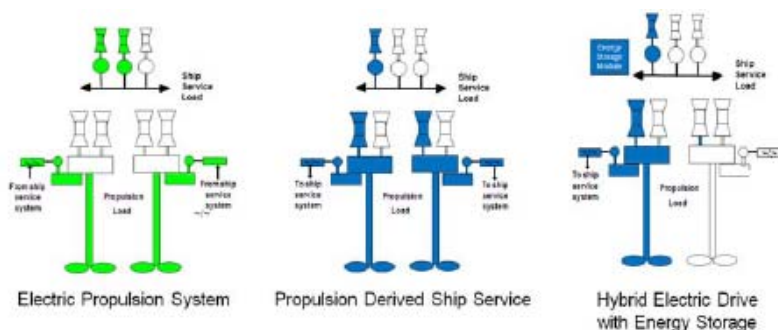 Energy
Storage
Module
Ship
Service
Load
Ship
Service
Load
Ship
Service
Load
From ship
service
system
Propulsion
Load
From ship
service
system
~/~
To ship
service
system
Propulsion
Load
To ship
service
system
To ship
service
system
Propulsion
Load
Electric Propulsion System
Propulsion Derived Ship Service
Hybrid Electric Drive
with Energy Storage